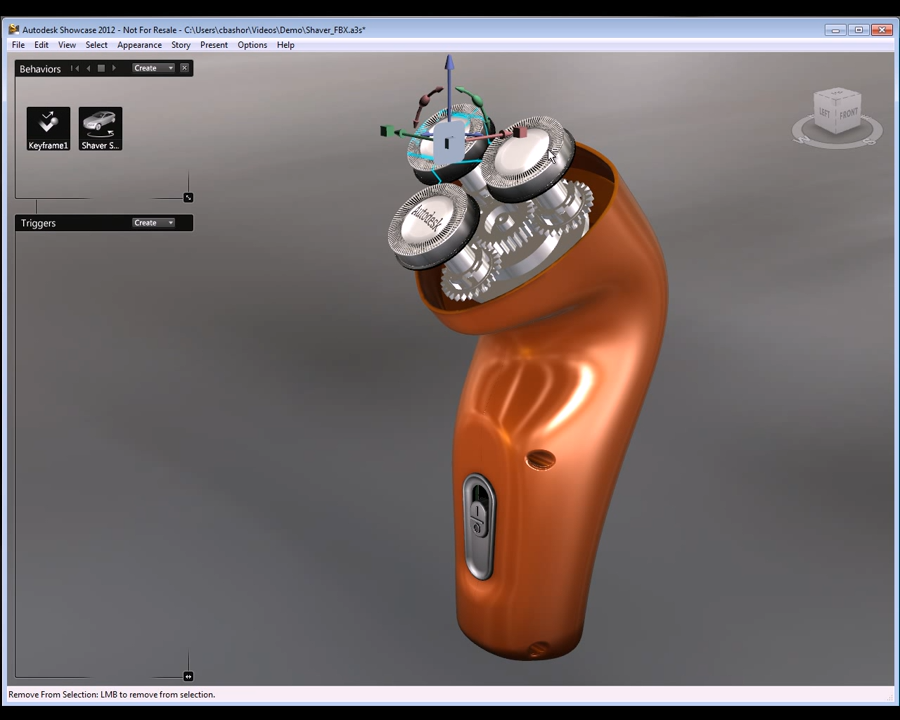 Autodesk Showcase 2012 - Not For Resale - C:\Users\cbashor\Videos\Demo\Shaver_FBX.a3s*
File Edit View Select Appearance Story Present Options Help
Behaviors Create
Keyframe1 Shaver S...
Triggers Create
Autodesk
LEFT FRONT
Remove From Selection: LMB to remove from selection.